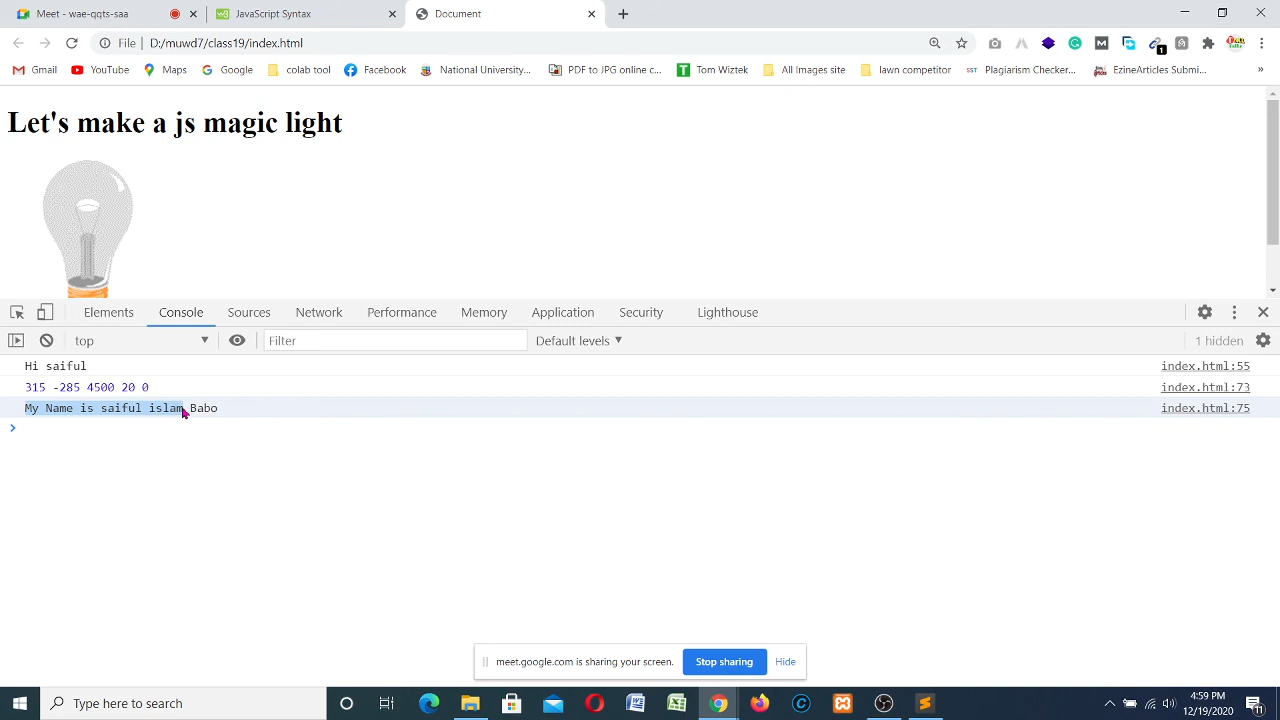 Meet - wae-qqts-saa
JavaScript Syntax
Document
File D:/muwd7/class19/index.html
Gmail YouTube Maps Google colab tool Facebook National University... PDF to JPG online c... Tom Wiztek All Images site lawn competitor Plagiarism Checker... EzineArticles Submi... »
Let's make a js magic light
Elements Console Sources Network Performance Memory Application Security Lighthouse
top Filter Default levels 1 hidden
Hi saiful index.html:55
315 -285 4500 20 0 index.html:73
My Name is saiful islam Babo index.html:75
meet.google.com is sharing your screen. Stop sharing Hide
Type here to search
4:59 PM
12/19/2020